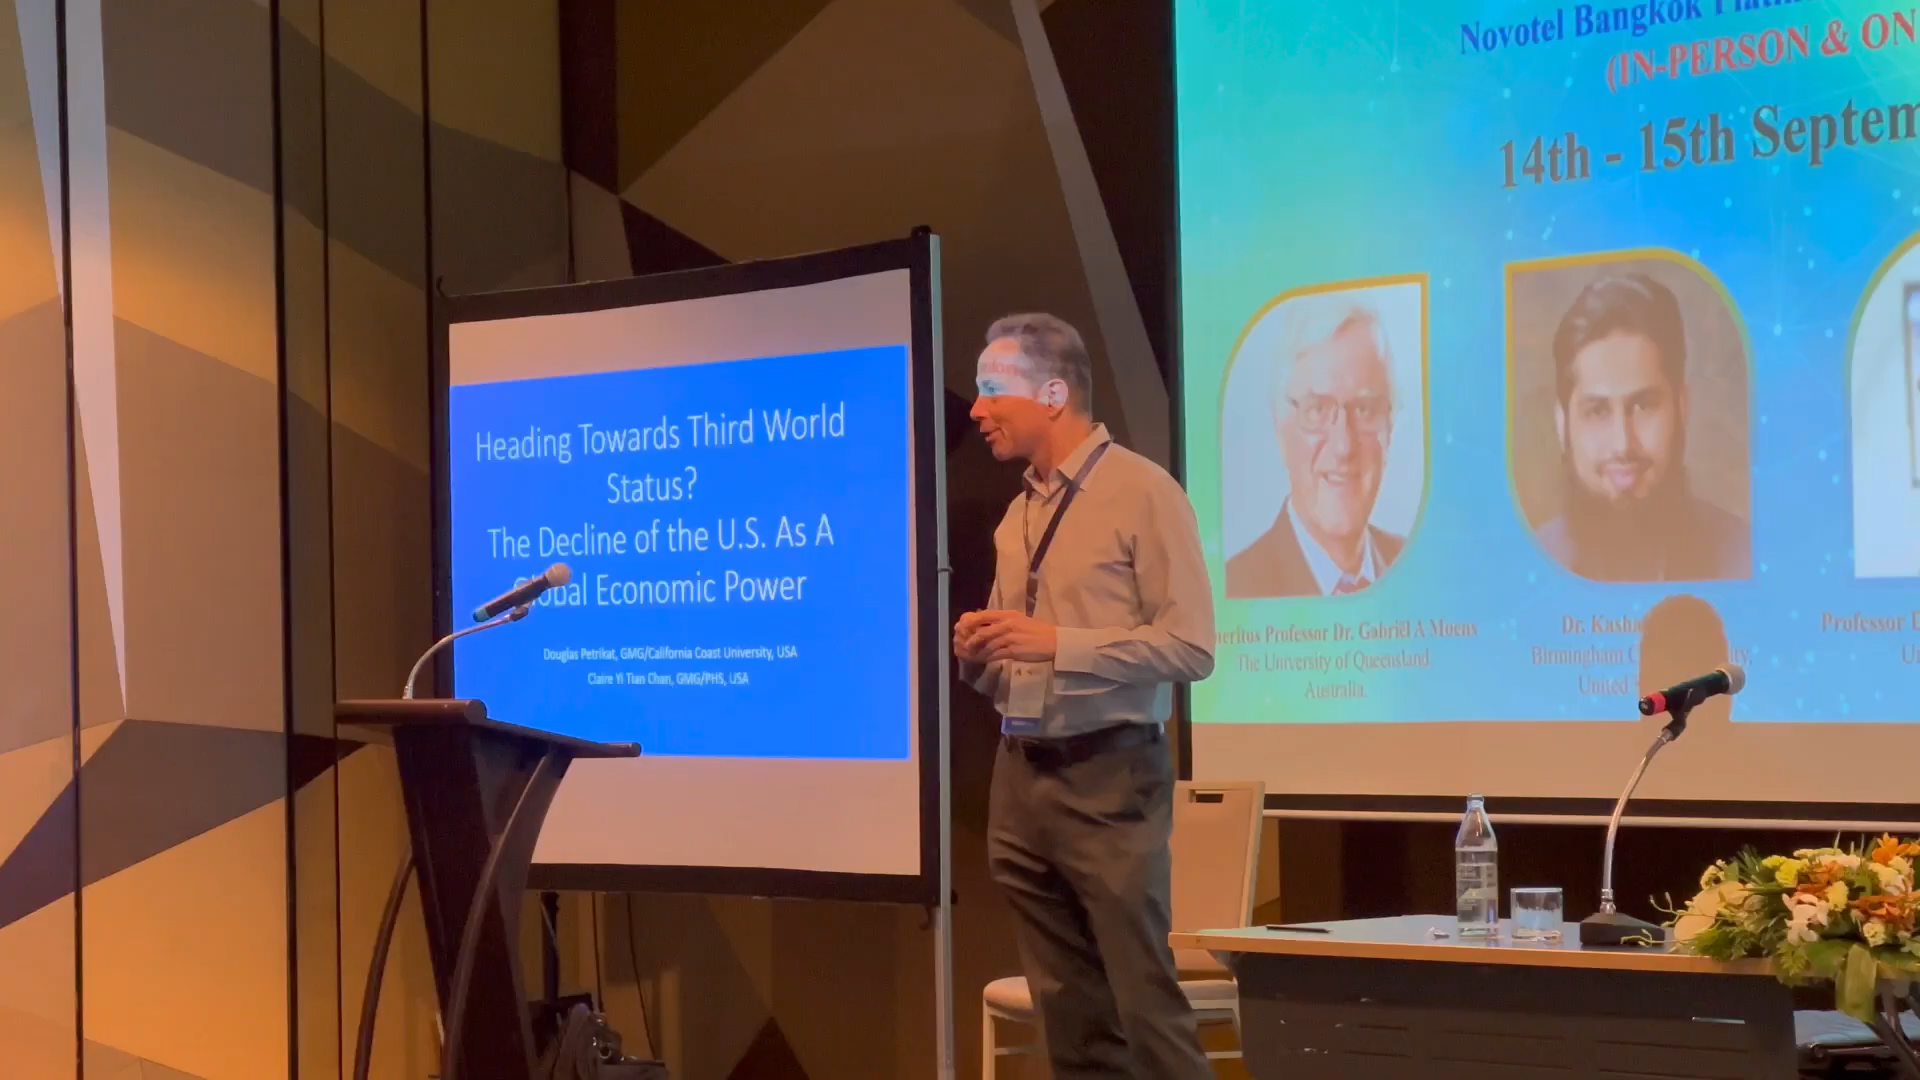 Heading Towards Third World
Status?
The Decline of the U.S. As A
Global Economic Power
Douglas Petrikat, GMG/California Coast University, USA
Claire Yi Tian Chan, GMG/PHS, USA
Novotel Bangkok
(IN-PERSON & ON
14th - 15th Septem
Professor Dr. Gabriël A Moens
The University of Queensland
Australia.
Dr.
Birmingham
United
Professor